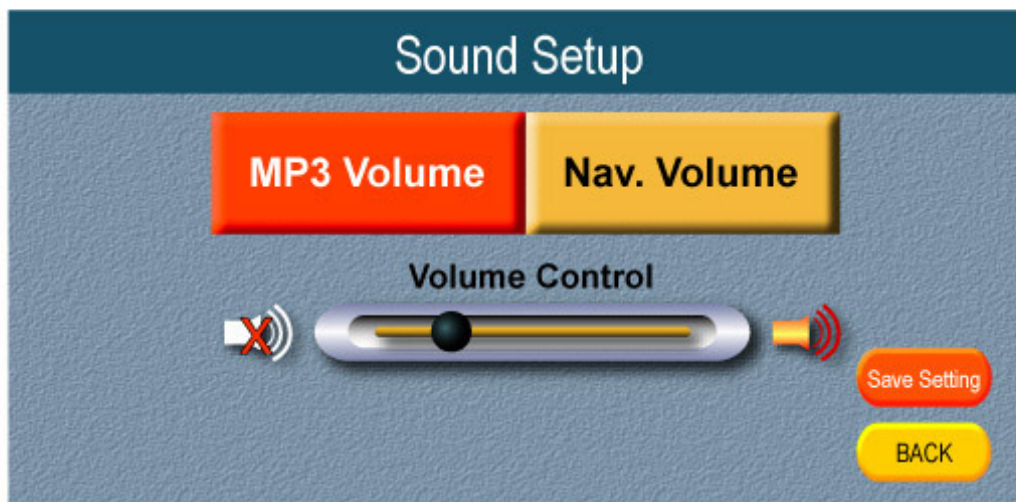 Sound Setup
MP3 Volume Nav. Volume
Volume Control
Save Setting
BACK